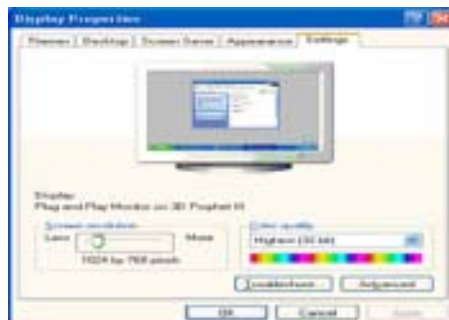 Display Properties
Themes Desktop Screen Saver Appearance Settings
Display:
Plug and Play Monitor on 3D Prophet III
Screen resolution
Less More
1024 by 768 pixels
Color quality
Highest (32 bit)
Troubleshoot... Advanced
OK Cancel Apply